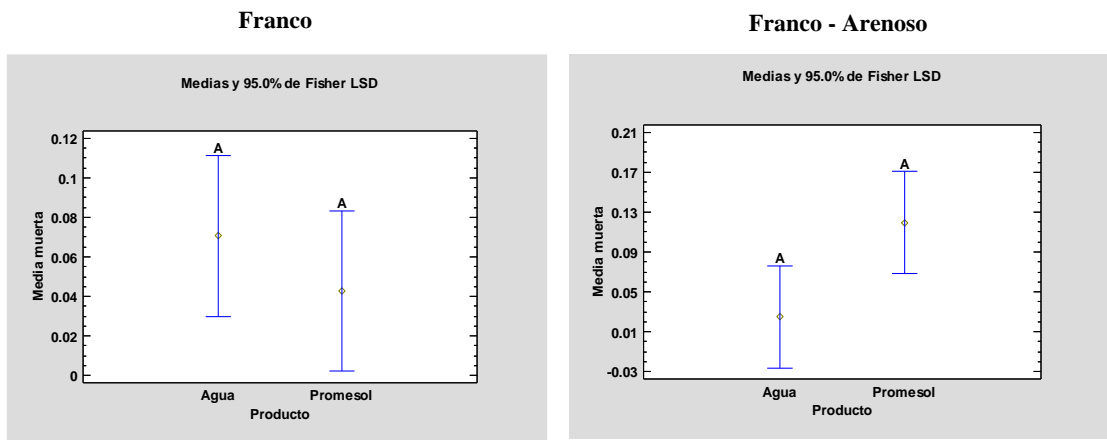 Franco
Medias y 95.0% de Fisher LSD
0.12
0.1
0.08
0.06
0.04
0.02
0
Media muerta
A
A
Agua Promesol
Producto
Franco - Arenoso
Medias y 95.0% de Fisher LSD
0.21
0.17
0.13
0.09
0.05
0.01
-0.03
Media muerta
A
A
Agua Promesol
Producto